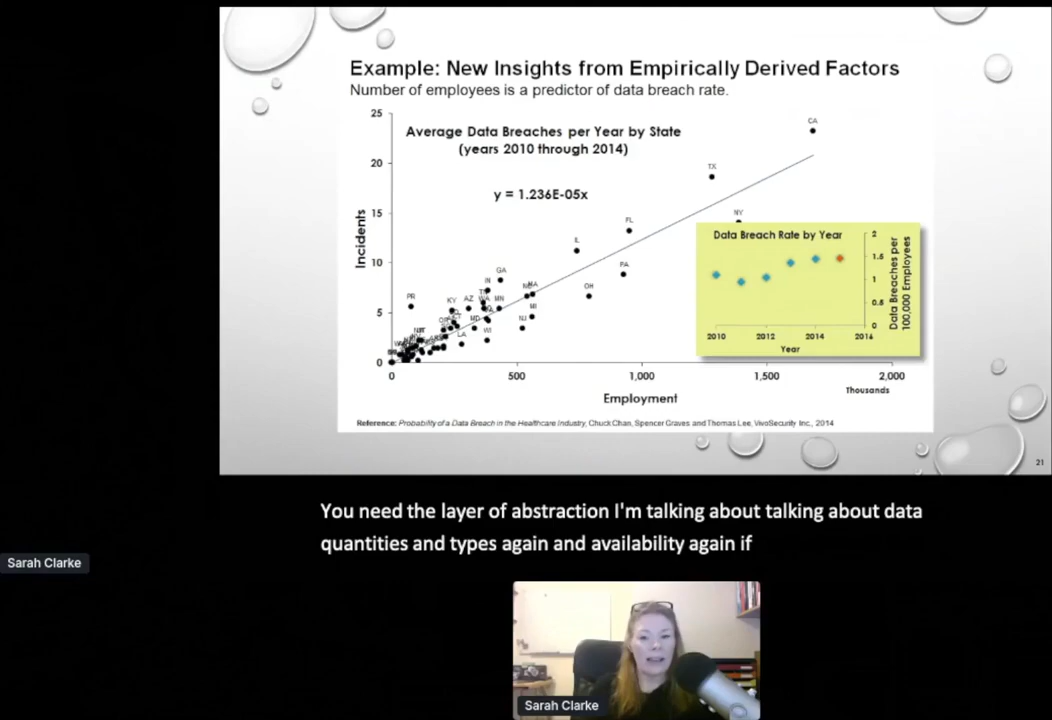 Example: New Insights from Empirically Derived Factors
Number of employees is a predictor of data breach rate.
Average Data Breaches per Year by State
(years 2010 through 2014)
y = 1.236E-05x
Incidents
25
20
15
10
5
0
CA
TX
NY
FL
IL
PA
OH
GA
IN
MI
NJ
PR
KY
AZ
MN
WI
LA
0
500
1,000
1,500
2,000
Thousands
Employment
Data Breach Rate by Year
2
1.5
1
0.5
0
Data Breaches per
100,000 Employees
2010
2012
2014
2016
Year
Reference: Probability of a Data Breach in the Healthcare Industry, Chuck Chan, Spencer Graves and Thomas Lee, VivoSecurity Inc., 2014
21
You need the layer of abstraction I'm talking about talking about data
quantities and types again and availability again if
Sarah Clarke
Sarah Clarke